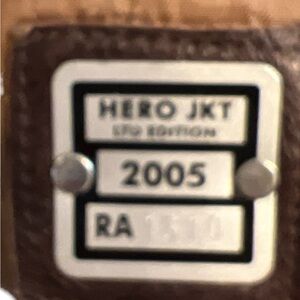 HERO JKT
LTD EDITION
2005
RA